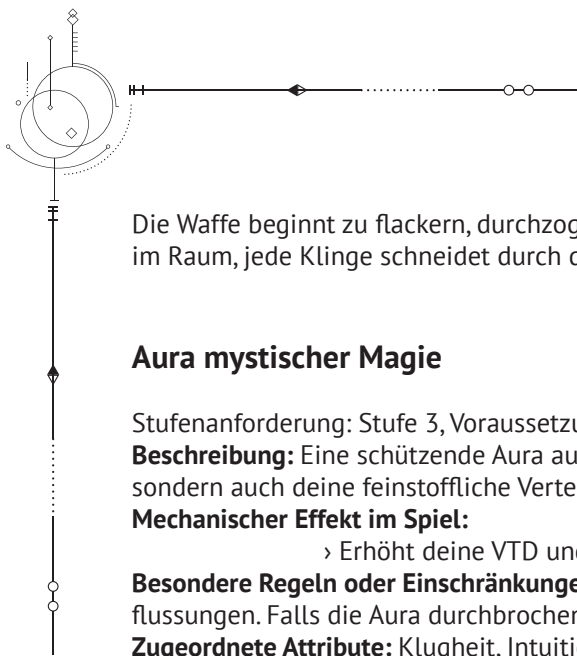 Die Waffe beginnt zu flackern, durchzog
im Raum, jede Klinge schneidet durch
Aura mystischer Magie
Stufenanforderung: Stufe 3, Voraussetzu
Beschreibung: Eine schützende Aura au
sondern auch deine feinstoffliche Verte
Mechanischer Effekt im Spiel:
› Erhöht deine VTD und
Besondere Regeln oder Einschränkunge
flussungen. Falls die Aura durchbrochen
Zugeordnete Attribute: Klugheit, Intuiti